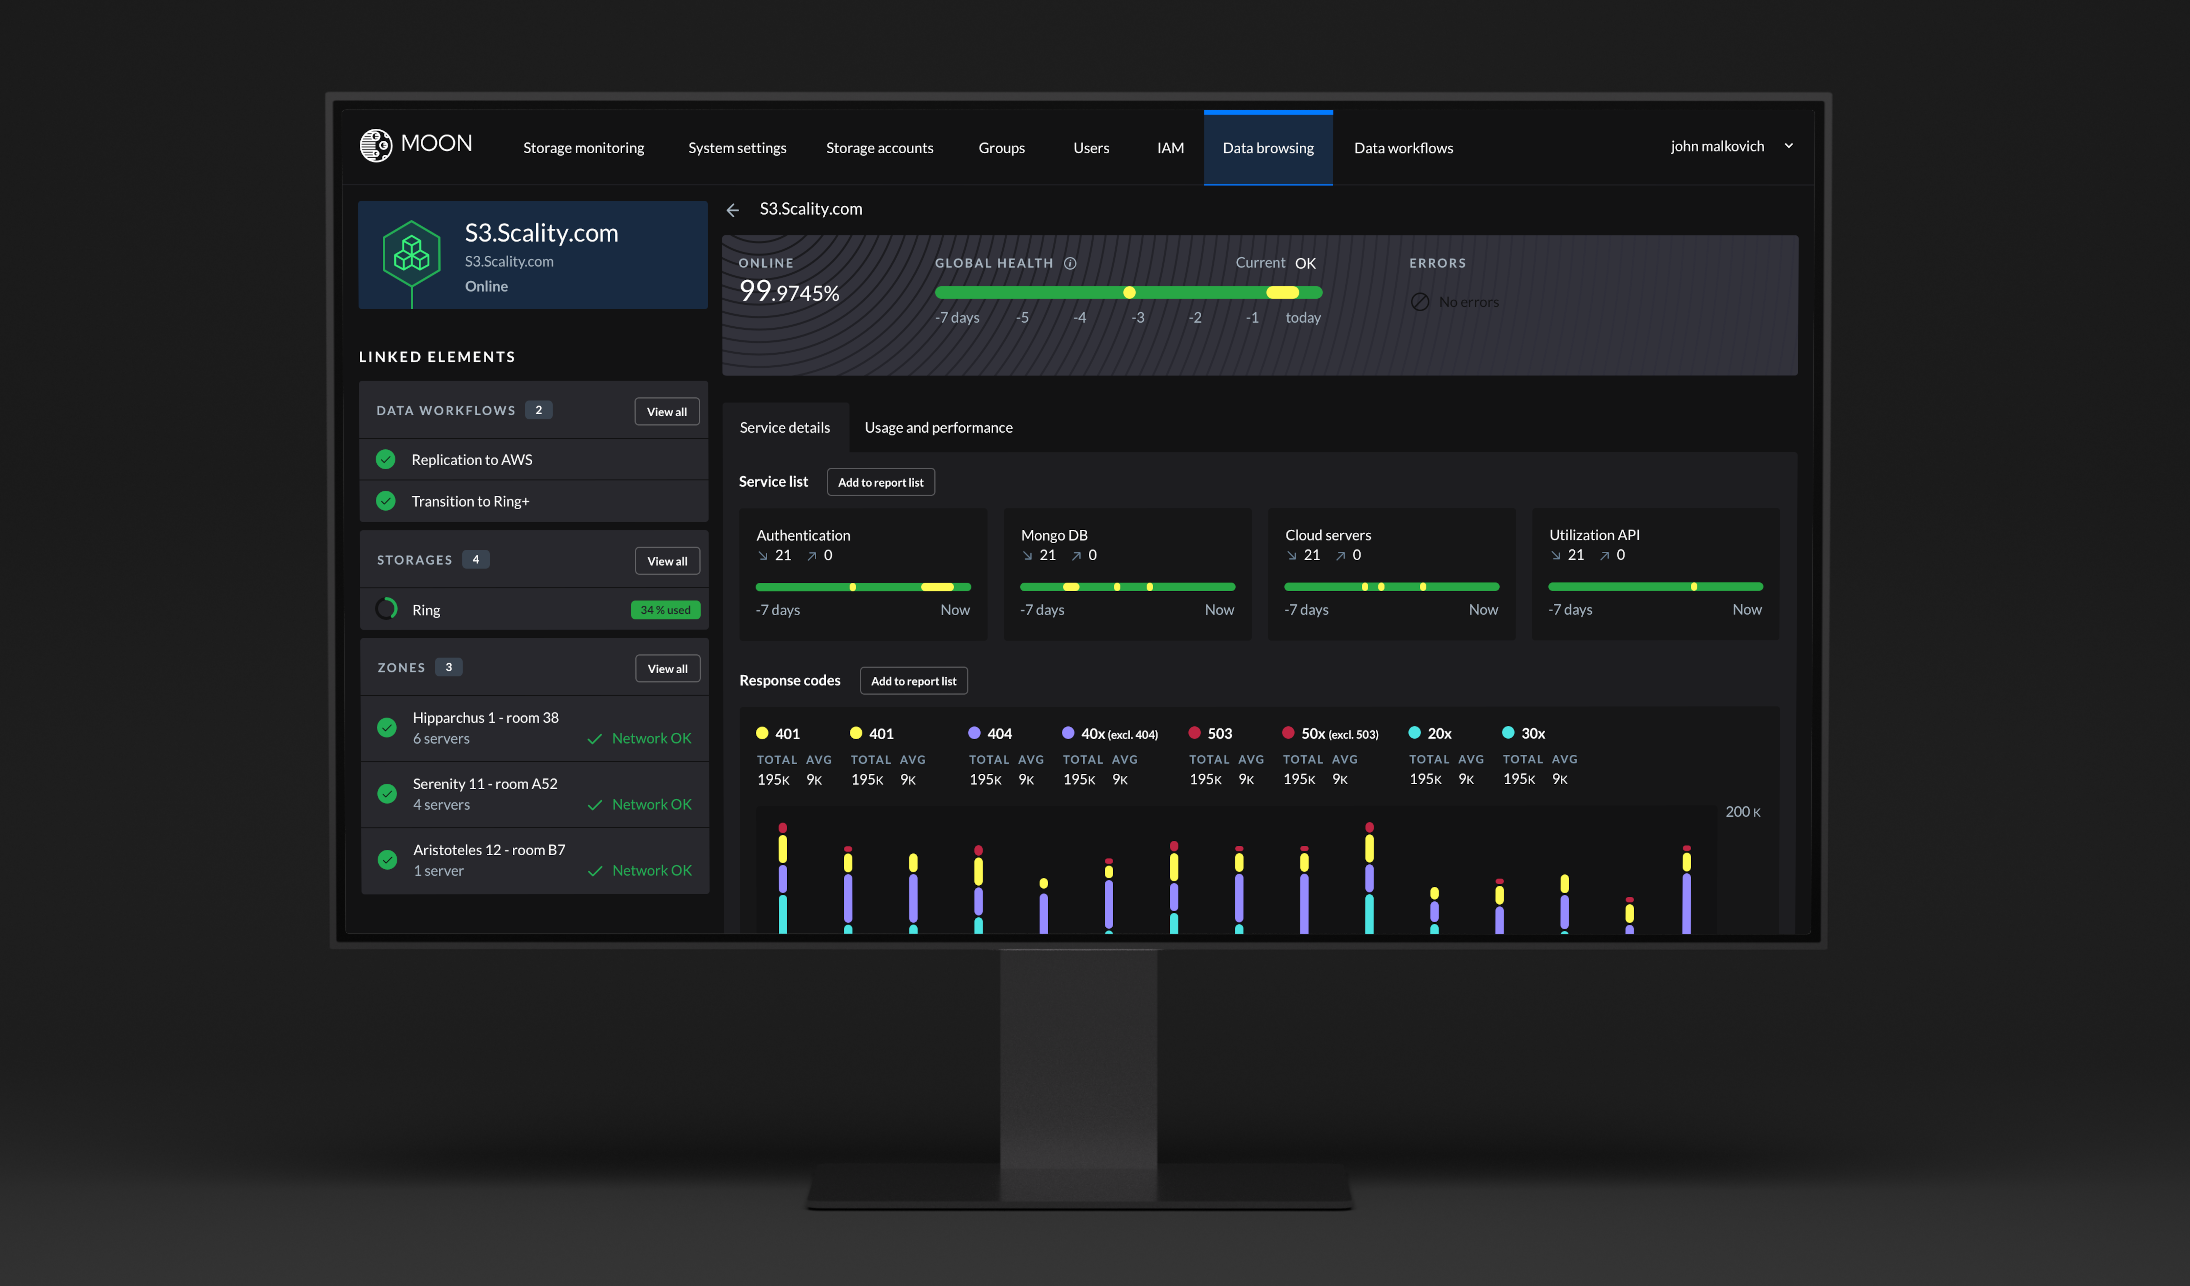 MOON
Storage monitoring
System settings
Storage accounts
Groups
Users
IAM
Data browsing
Data workflows
john malkovich
S3.Scality.com
S3.Scality.com
Online
LINKED ELEMENTS
DATA WORKFLOWS 2 View all
Replication to AWS
Transition to Ring+
STORAGES 4 View all
Ring 34 % used
ZONES 3 View all
Hipparchus 1 - room 38
6 servers Network OK
Serenity 11 - room A52
4 servers Network OK
Aristoteles 12 - room B7
1 server Network OK
S3.Scality.com
ONLINE
99.9745%
GLOBAL HEALTH Current OK
-7 days -5 -4 -3 -2 -1 today
ERRORS
No errors
Service details Usage and performance
Service list Add to report list
Authentication
21 0
-7 days Now
Mongo DB
21 0
-7 days Now
Cloud servers
21 0
-7 days Now
Utilization API
21 0
-7 days Now
Response codes Add to report list
401 401 404 40x (excl. 404) 503 50x (excl. 503) 20x 30x
TOTAL AVG TOTAL AVG TOTAL AVG TOTAL AVG TOTAL AVG TOTAL AVG TOTAL AVG TOTAL AVG
195K 9K 195K 9K 195K 9K 195K 9K 195K 9K 195K 9K 195K 9K 195K 9K
200 K